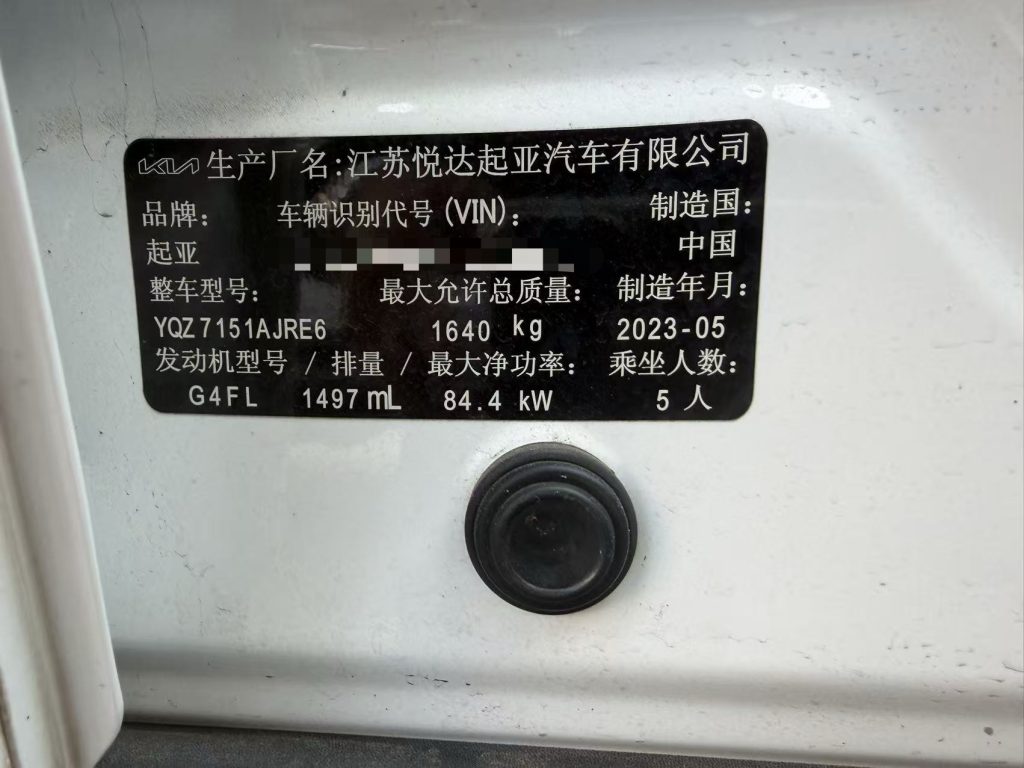 KIA 生产厂名:江苏悦达起亚汽车有限公司
品牌: 车辆识别代号(VIN): 制造国:
起亚 中国
整车型号: 最大允许总质量: 制造年月:
YQZ7151AJRE6 1640 kg 2023-05
发动机型号 / 排量 / 最大净功率: 乘坐人数:
G4FL 1497 mL 84.4 kW 5 人